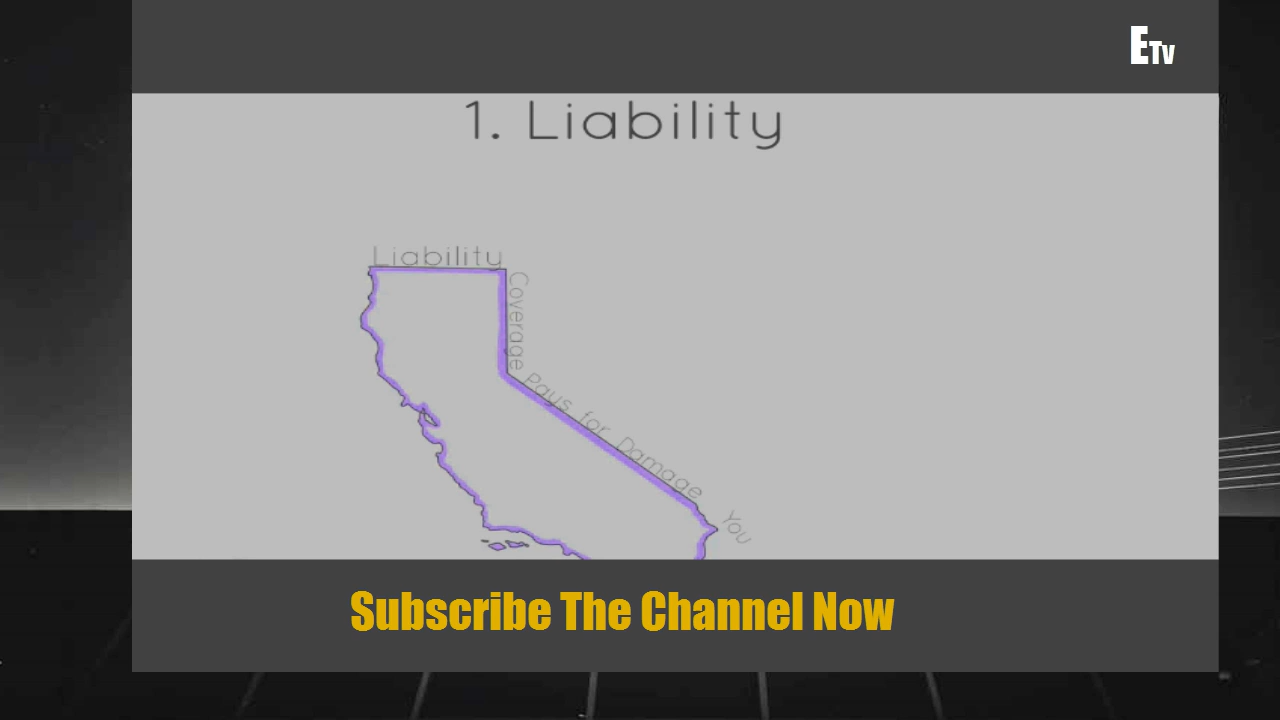 ETV
1. Liability
Liability
Coverage
Pays for Damage
You
Subscribe The Channel Now